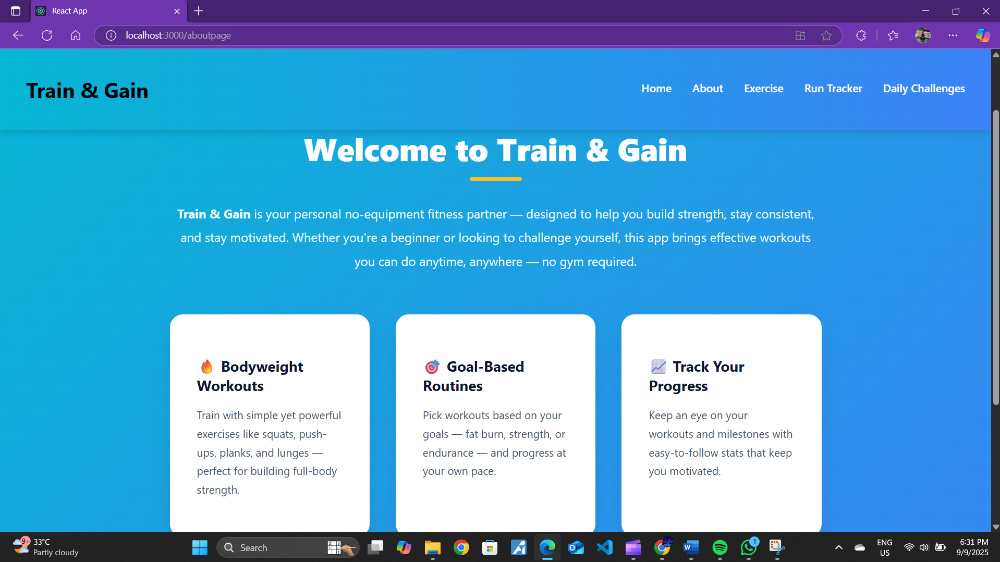 React App
localhost:3000/aboutpage
Train & Gain
Home
About
Exercise
Run Tracker
Daily Challenges
Welcome to Train & Gain
Train & Gain is your personal no-equipment fitness partner — designed to help you build strength, stay consistent,
and stay motivated. Whether you're a beginner or looking to challenge yourself, this app brings effective workouts
you can do anytime, anywhere — no gym required.
🔥 Bodyweight
Workouts
Train with simple yet powerful
exercises like squats, push-
ups, planks, and lunges —
perfect for building full-body
strength.
🎯 Goal-Based
Routines
Pick workouts based on your
goals — fat burn, strength, or
endurance — and progress at
your own pace.
📈 Track Your
Progress
Keep an eye on your
workouts and milestones with
easy-to-follow stats that keep
you motivated.
9+
33°C
Partly cloudy
Search
1
ENG
US
6:31 PM
9/9/2025